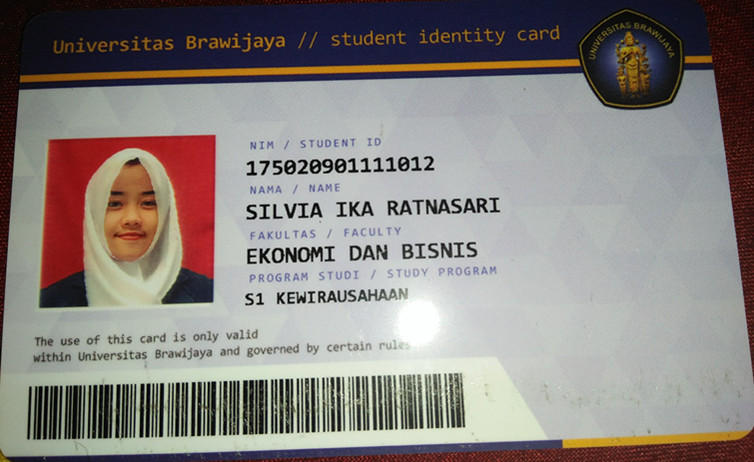 Universitas Brawijaya // student identity card
UNIVERSITAS BRAWIJAYA
NIM / STUDENT ID
175020901111012
NAMA / NAME
SILVIA IKA RATNASARI
FAKULTAS / FACULTY
EKONOMI DAN BISNIS
PROGRAM STUDI / STUDY PROGRAM
S1 KEWIRAUSAHAAN
The use of this card is only valid
within Universitas Brawijaya and governed by certain rules